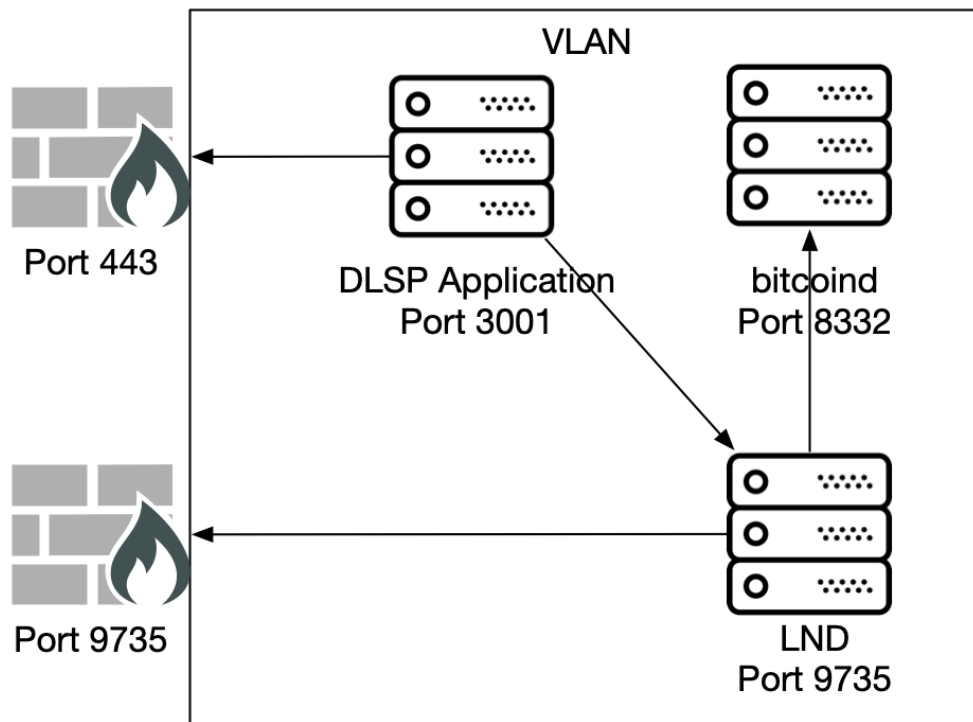 VLAN
Port 443
DLSP Application
Port 3001
bitcoind
Port 8332
Port 9735
LND
Port 9735